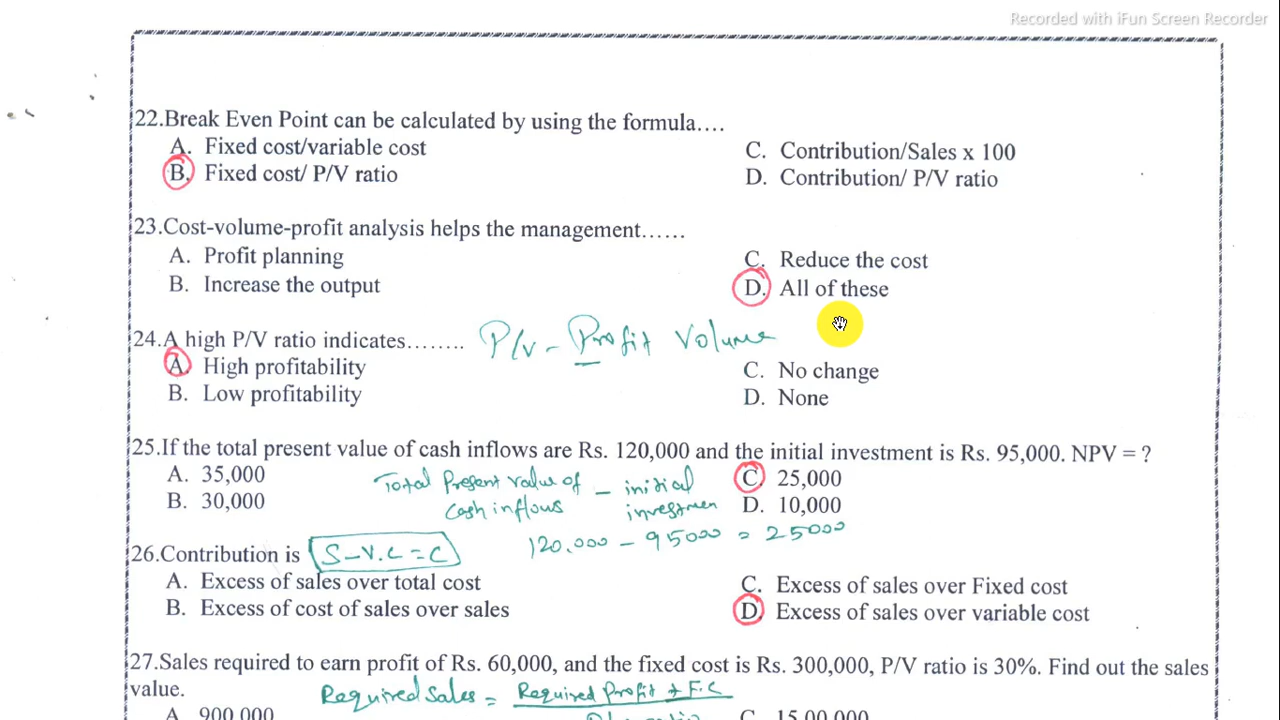 Recorded with iFun Screen Recorder
22.Break Even Point can be calculated by using the formula….
A. Fixed cost/variable cost
C. Contribution/Sales x 100
B. Fixed cost/ P/V ratio
D. Contribution/ P/V ratio
23.Cost-volume-profit analysis helps the management……
A. Profit planning
C. Reduce the cost
B. Increase the output
D. All of these
24.A high P/V ratio indicates…….. P/v - Profit Volume
A. High profitability
C. No change
B. Low profitability
D. None
25.If the total present value of cash inflows are Rs. 120,000 and the initial investment is Rs. 95,000. NPV = ?
A. 35,000
Total Present value of - initial
C. 25,000
B. 30,000
cash inflows investmen
D. 10,000
120.000 - 95000 = 25000
26.Contribution is S-V.C=C
A. Excess of sales over total cost
C. Excess of sales over Fixed cost
B. Excess of cost of sales over sales
D. Excess of sales over variable cost
27.Sales required to earn profit of Rs. 60,000, and the fixed cost is Rs. 300,000, P/V ratio is 30%. Find out the sales
value. Required Sales = Required Profit + F.C
A. 900,000
C. 15,00,000